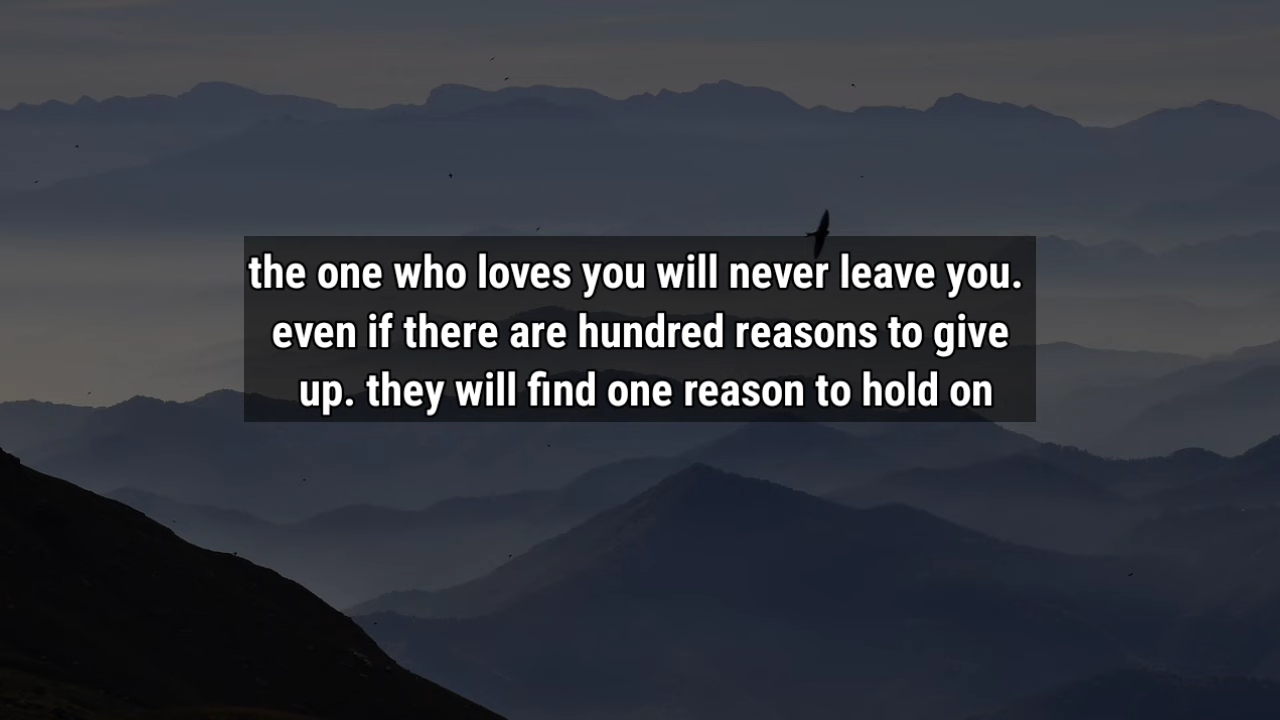 the one who loves you will never leave you.
even if there are hundred reasons to give
up. they will find one reason to hold on